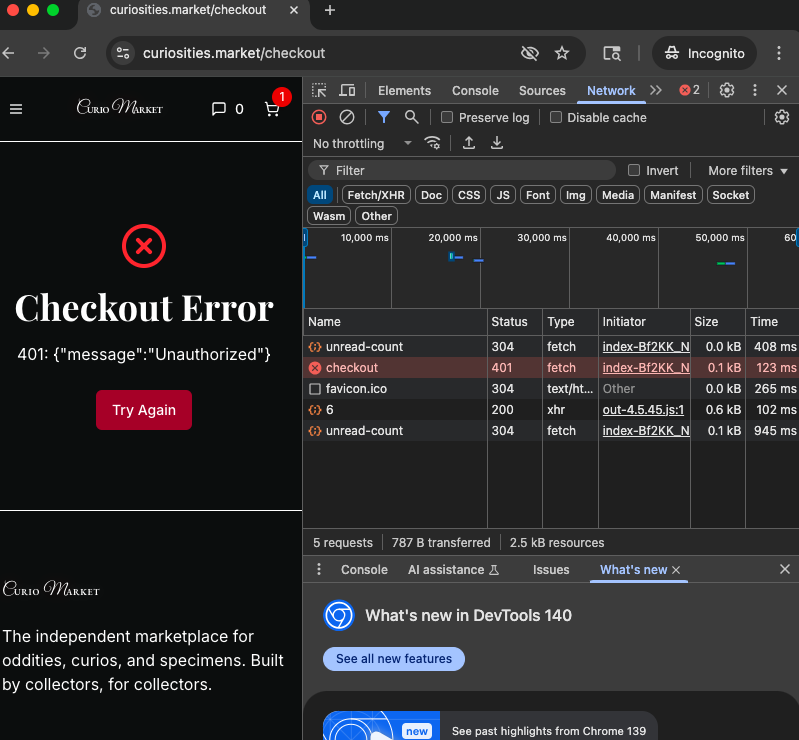 curiosities.market/checkout
curiosities.market/checkout
Incognito
CURIO MARKET
0
1
Checkout Error
401: {"message":"Unauthorized"}
Try Again
CURIO MARKET
The independent marketplace for
oddities, curios, and specimens. Built
by collectors, for collectors.
Elements Console Sources Network 2
Preserve log Disable cache
No throttling
Filter Invert More filters
All Fetch/XHR Doc CSS JS Font Img Media Manifest Socket
Wasm Other
10,000 ms 20,000 ms 30,000 ms 40,000 ms 50,000 ms 60
Name Status Type Initiator Size Time
unread-count 304 fetch index-Bf2KK_N 0.0 kB 408 ms
checkout 401 fetch index-Bf2KK_N 0.1 kB 123 ms
favicon.ico 304 text/ht... Other 0.0 kB 265 ms
6 200 xhr out-4.5.45.js:1 0.6 kB 102 ms
unread-count 304 fetch index-Bf2KK_N 0.1 kB 945 ms
5 requests 787 B transferred 2.5 kB resources
Console AI assistance Issues What's new
What's new in DevTools 140
See all new features
new
See past highlights from Chrome 139